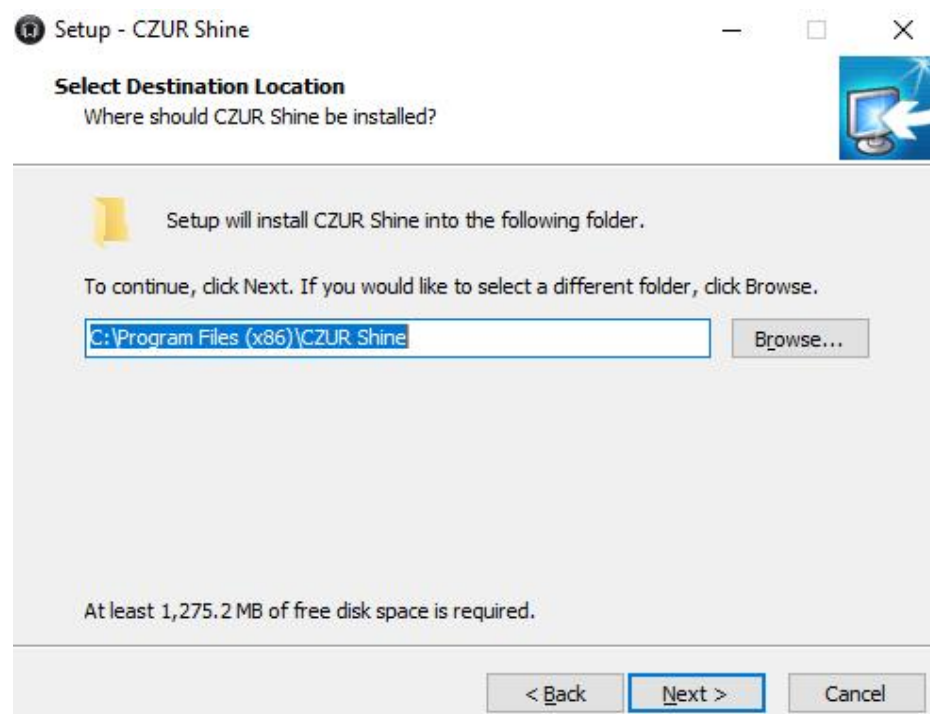 Setup - CZUR Shine
Select Destination Location
Where should CZUR Shine be installed?
Setup will install CZUR Shine into the following folder.
To continue, click Next. If you would like to select a different folder, click Browse.
C:\Program Files (x86)\CZUR Shine
Browse...
At least 1,275.2 MB of free disk space is required.
< Back
Next >
Cancel